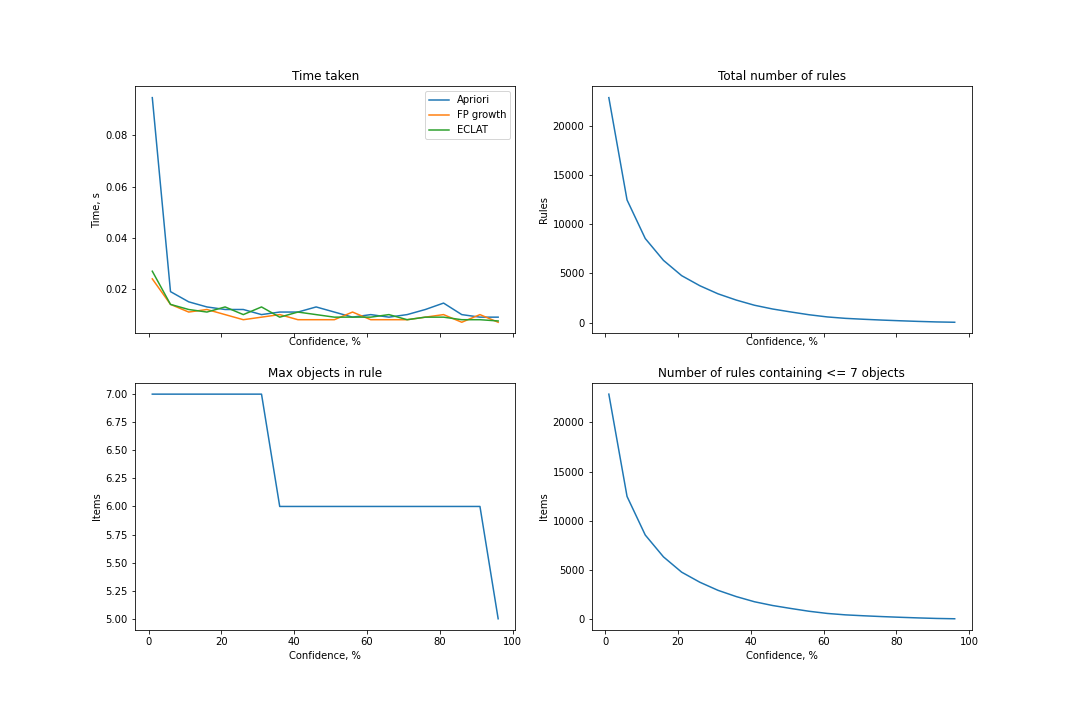 Time taken
Apriori
FP growth
ECLAT
Time, s
0.08
0.06
0.04
0.02
Confidence, %
Total number of rules
Rules
20000
15000
10000
5000
0
Confidence, %
Max objects in rule
Items
7.00
6.75
6.50
6.25
6.00
5.75
5.50
5.25
5.00
0 20 40 60 80 100
Confidence, %
Number of rules containing <= 7 objects
Items
20000
15000
10000
5000
0
0 20 40 60 80 100
Confidence, %